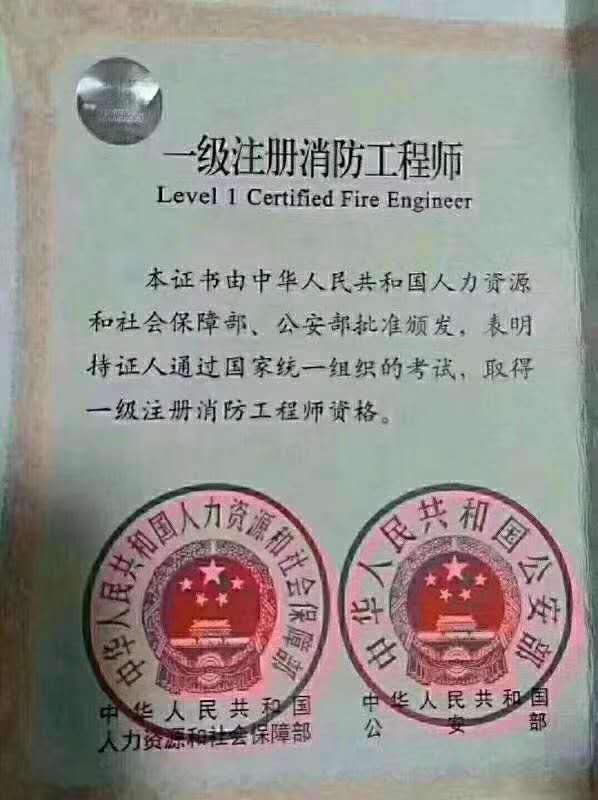 一级注册消防工程师
Level 1 Certified Fire Engineer
本证书由中华人民共和国人力资源
和社会保障部、公安部批准颁发，表明
持证人通过国家统一组织的考试，取得
一级注册消防工程师资格。
中华人民共和国人力资源和社会保障部
中华人民共和国公安部
中华人民共和国
人力资源和社会保障部
中华人民共和国
公安部